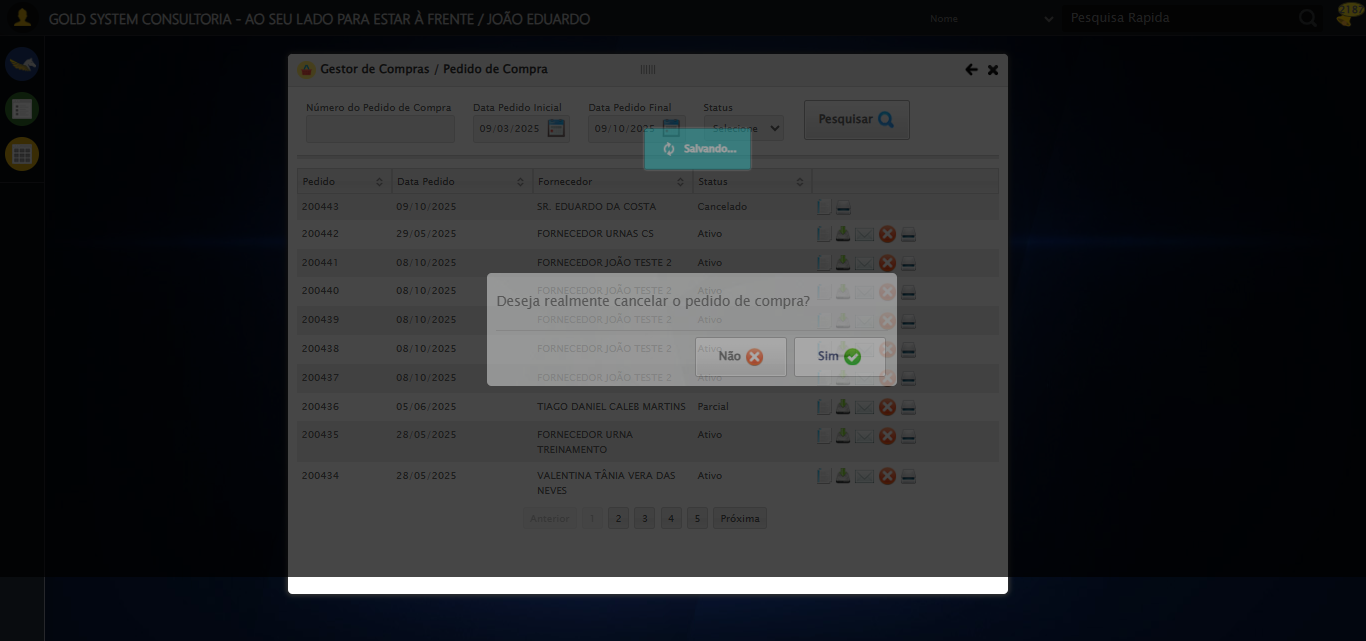 GOLD SYSTEM CONSULTORIA - AO SEU LADO PARA ESTAR À FRENTE / JOÃO EDUARDO
Nome
Pesquisa Rapida
Gestor de Compras / Pedido de Compra
Número do Pedido de Compra
Data Pedido Inicial
Data Pedido Final
Status
09/03/2025
09/10/2025
Selecione
Pesquisar
Salvando...
Pedido Data Pedido Fornecedor Status
200443 09/10/2025 SR. EDUARDO DA COSTA Cancelado
200442 29/05/2025 FORNECEDOR URNAS CS Ativo
200441 08/10/2025 FORNECEDOR JOÃO TESTE 2 Ativo
200440 08/10/2025 FORNECEDOR JOÃO TESTE 2 Ativo
Deseja realmente cancelar o pedido de compra?
200439 08/10/2025 FORNECEDOR JOÃO TESTE 2 Ativo
200438 08/10/2025 FORNECEDOR JOÃO TESTE 2 Ativo
Não
Sim
200437 08/10/2025 FORNECEDOR JOÃO TESTE 2 Ativo
200436 05/06/2025 TIAGO DANIEL CALEB MARTINS Parcial
200435 28/05/2025 FORNECEDOR URNA Ativo
TREINAMENTO
200434 28/05/2025 VALENTINA TÂNIA VERA DAS Ativo
NEVES
Anterior 1 2 3 4 5 Próxima